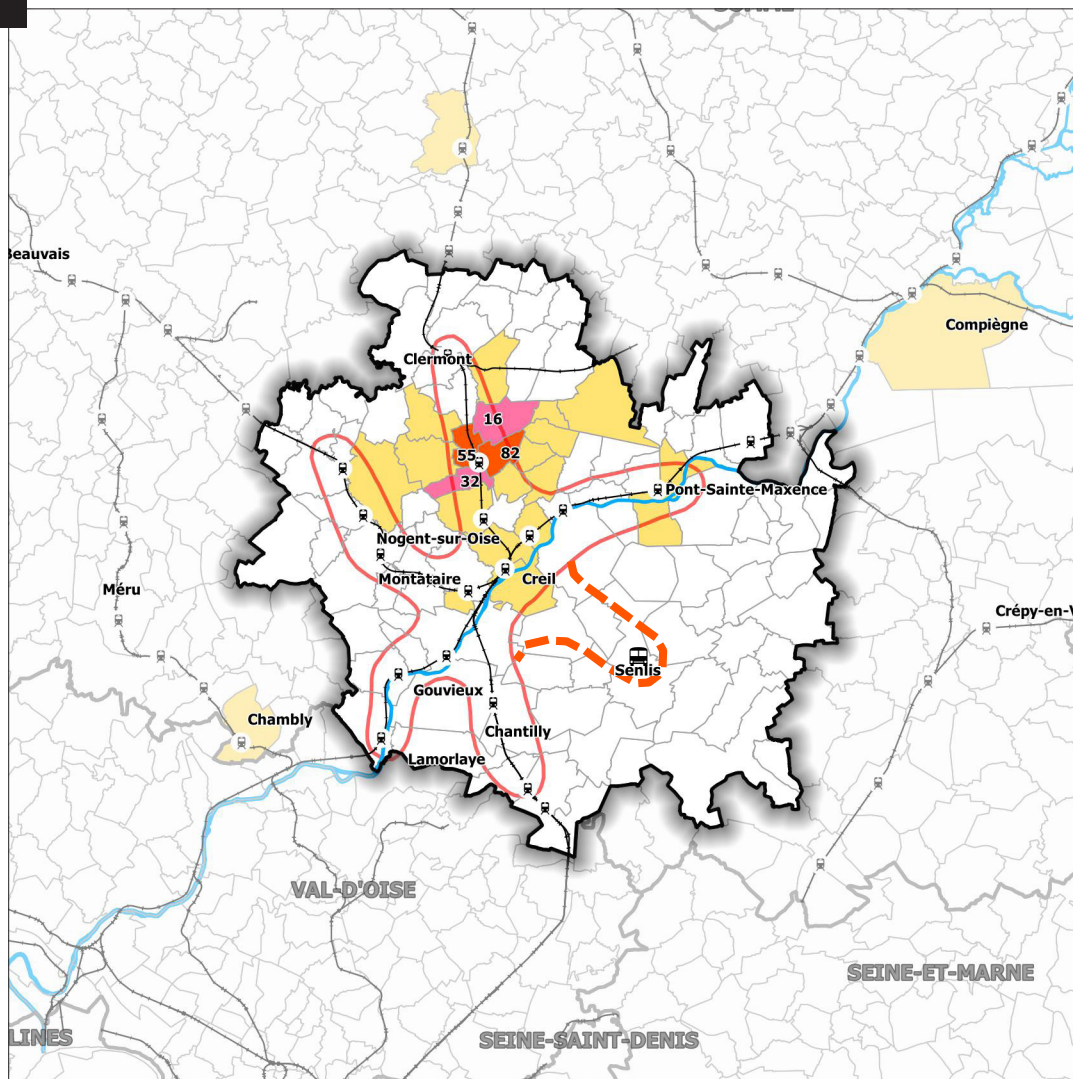 Beauvais
Compiègne
Clermont
16
55
82
32
Pont-Sainte-Maxence
Nogent-sur-Oise
Montataire
Creil
Méru
Crépy-en-V
Senlis
Gouvieux
Chambly
Chantilly
Lamorlaye
VAL-D'OISE
SEINE-ET-MARNE
LINES
SEINE-SAINT-DENIS